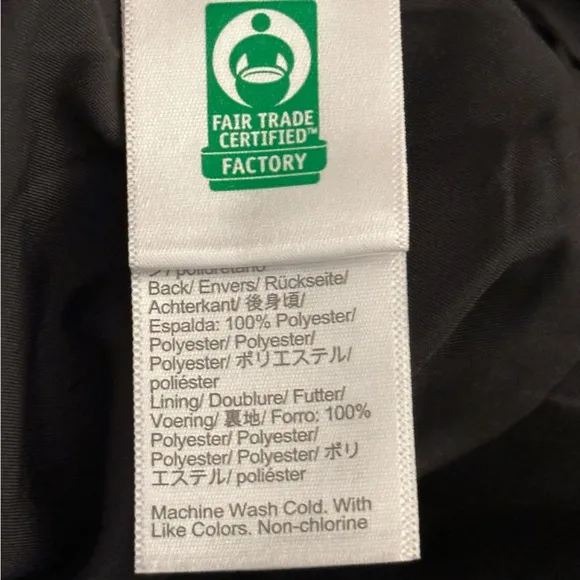 FAIR TRADE
CERTIFIED™
FACTORY
ン/ poliuretano
Back/ Envers/ Rückseite/
Achterkant/ 後身頃/
Espalda: 100% Polyester/
Polyester/ Polyester/
Polyester/ ポリエステル/
poliéster
Lining/ Doublure/ Futter/
Voering/ 裏地/ Forro: 100%
Polyester/ Polyester/
Polyester/ Polyester/ ポリ
エステル/ poliéster
Machine Wash Cold. With
Like Colors. Non-chlorine